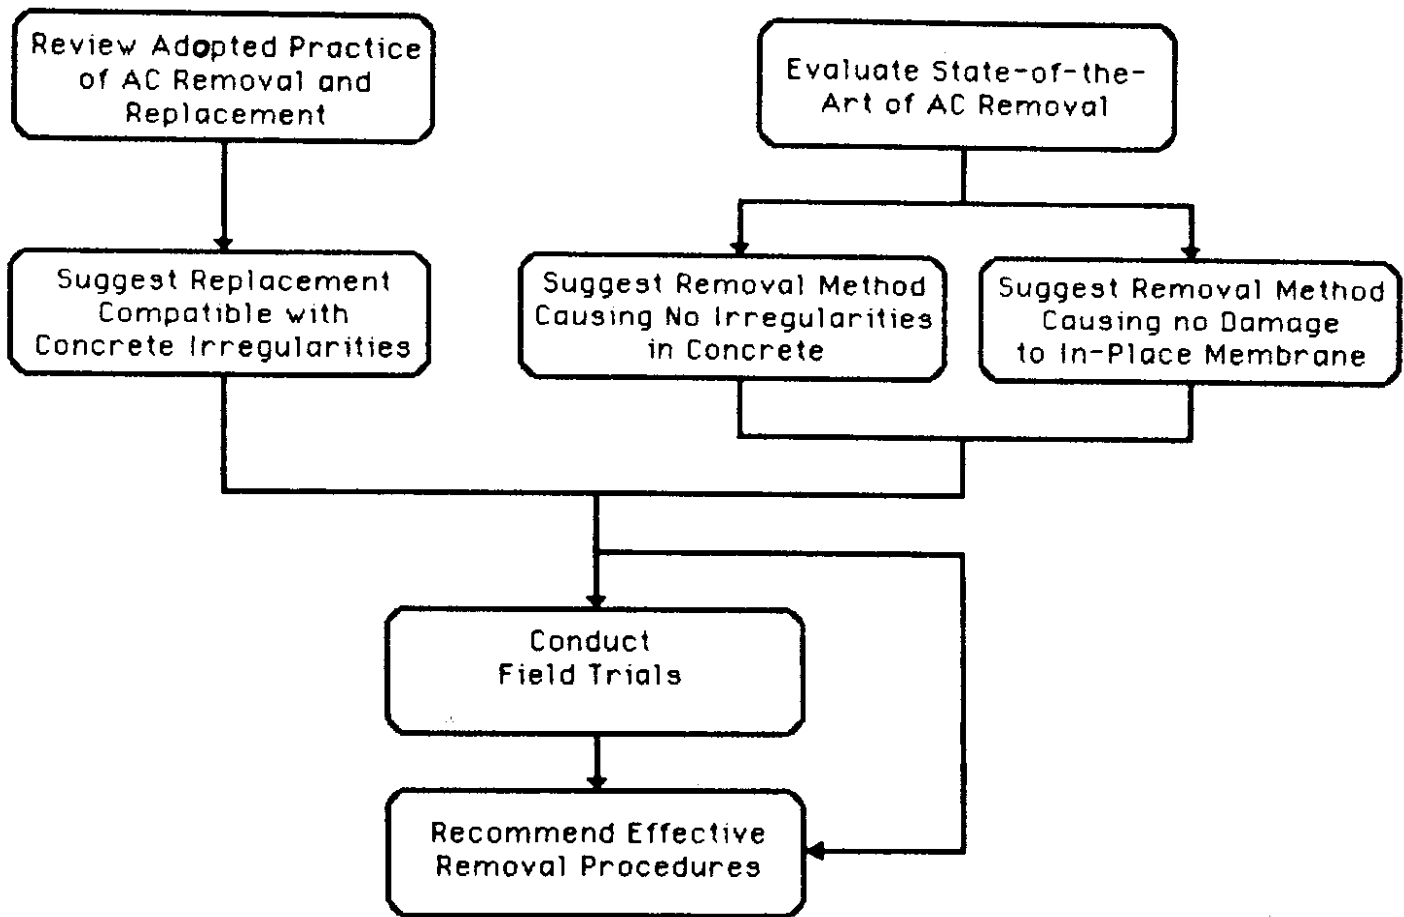 Review Adopted Practice
of AC Removal and
Replacement
Evaluate State-of-the-
Art of AC Removal
Suggest Replacement
Compatible with
Concrete Irregularities
Suggest Removal Method
Causing No Irregularities
in Concrete
Suggest Removal Method
Causing no Damage
to In-Place Membrane
Conduct
Field Trials
Recommend Effective
Removal Procedures